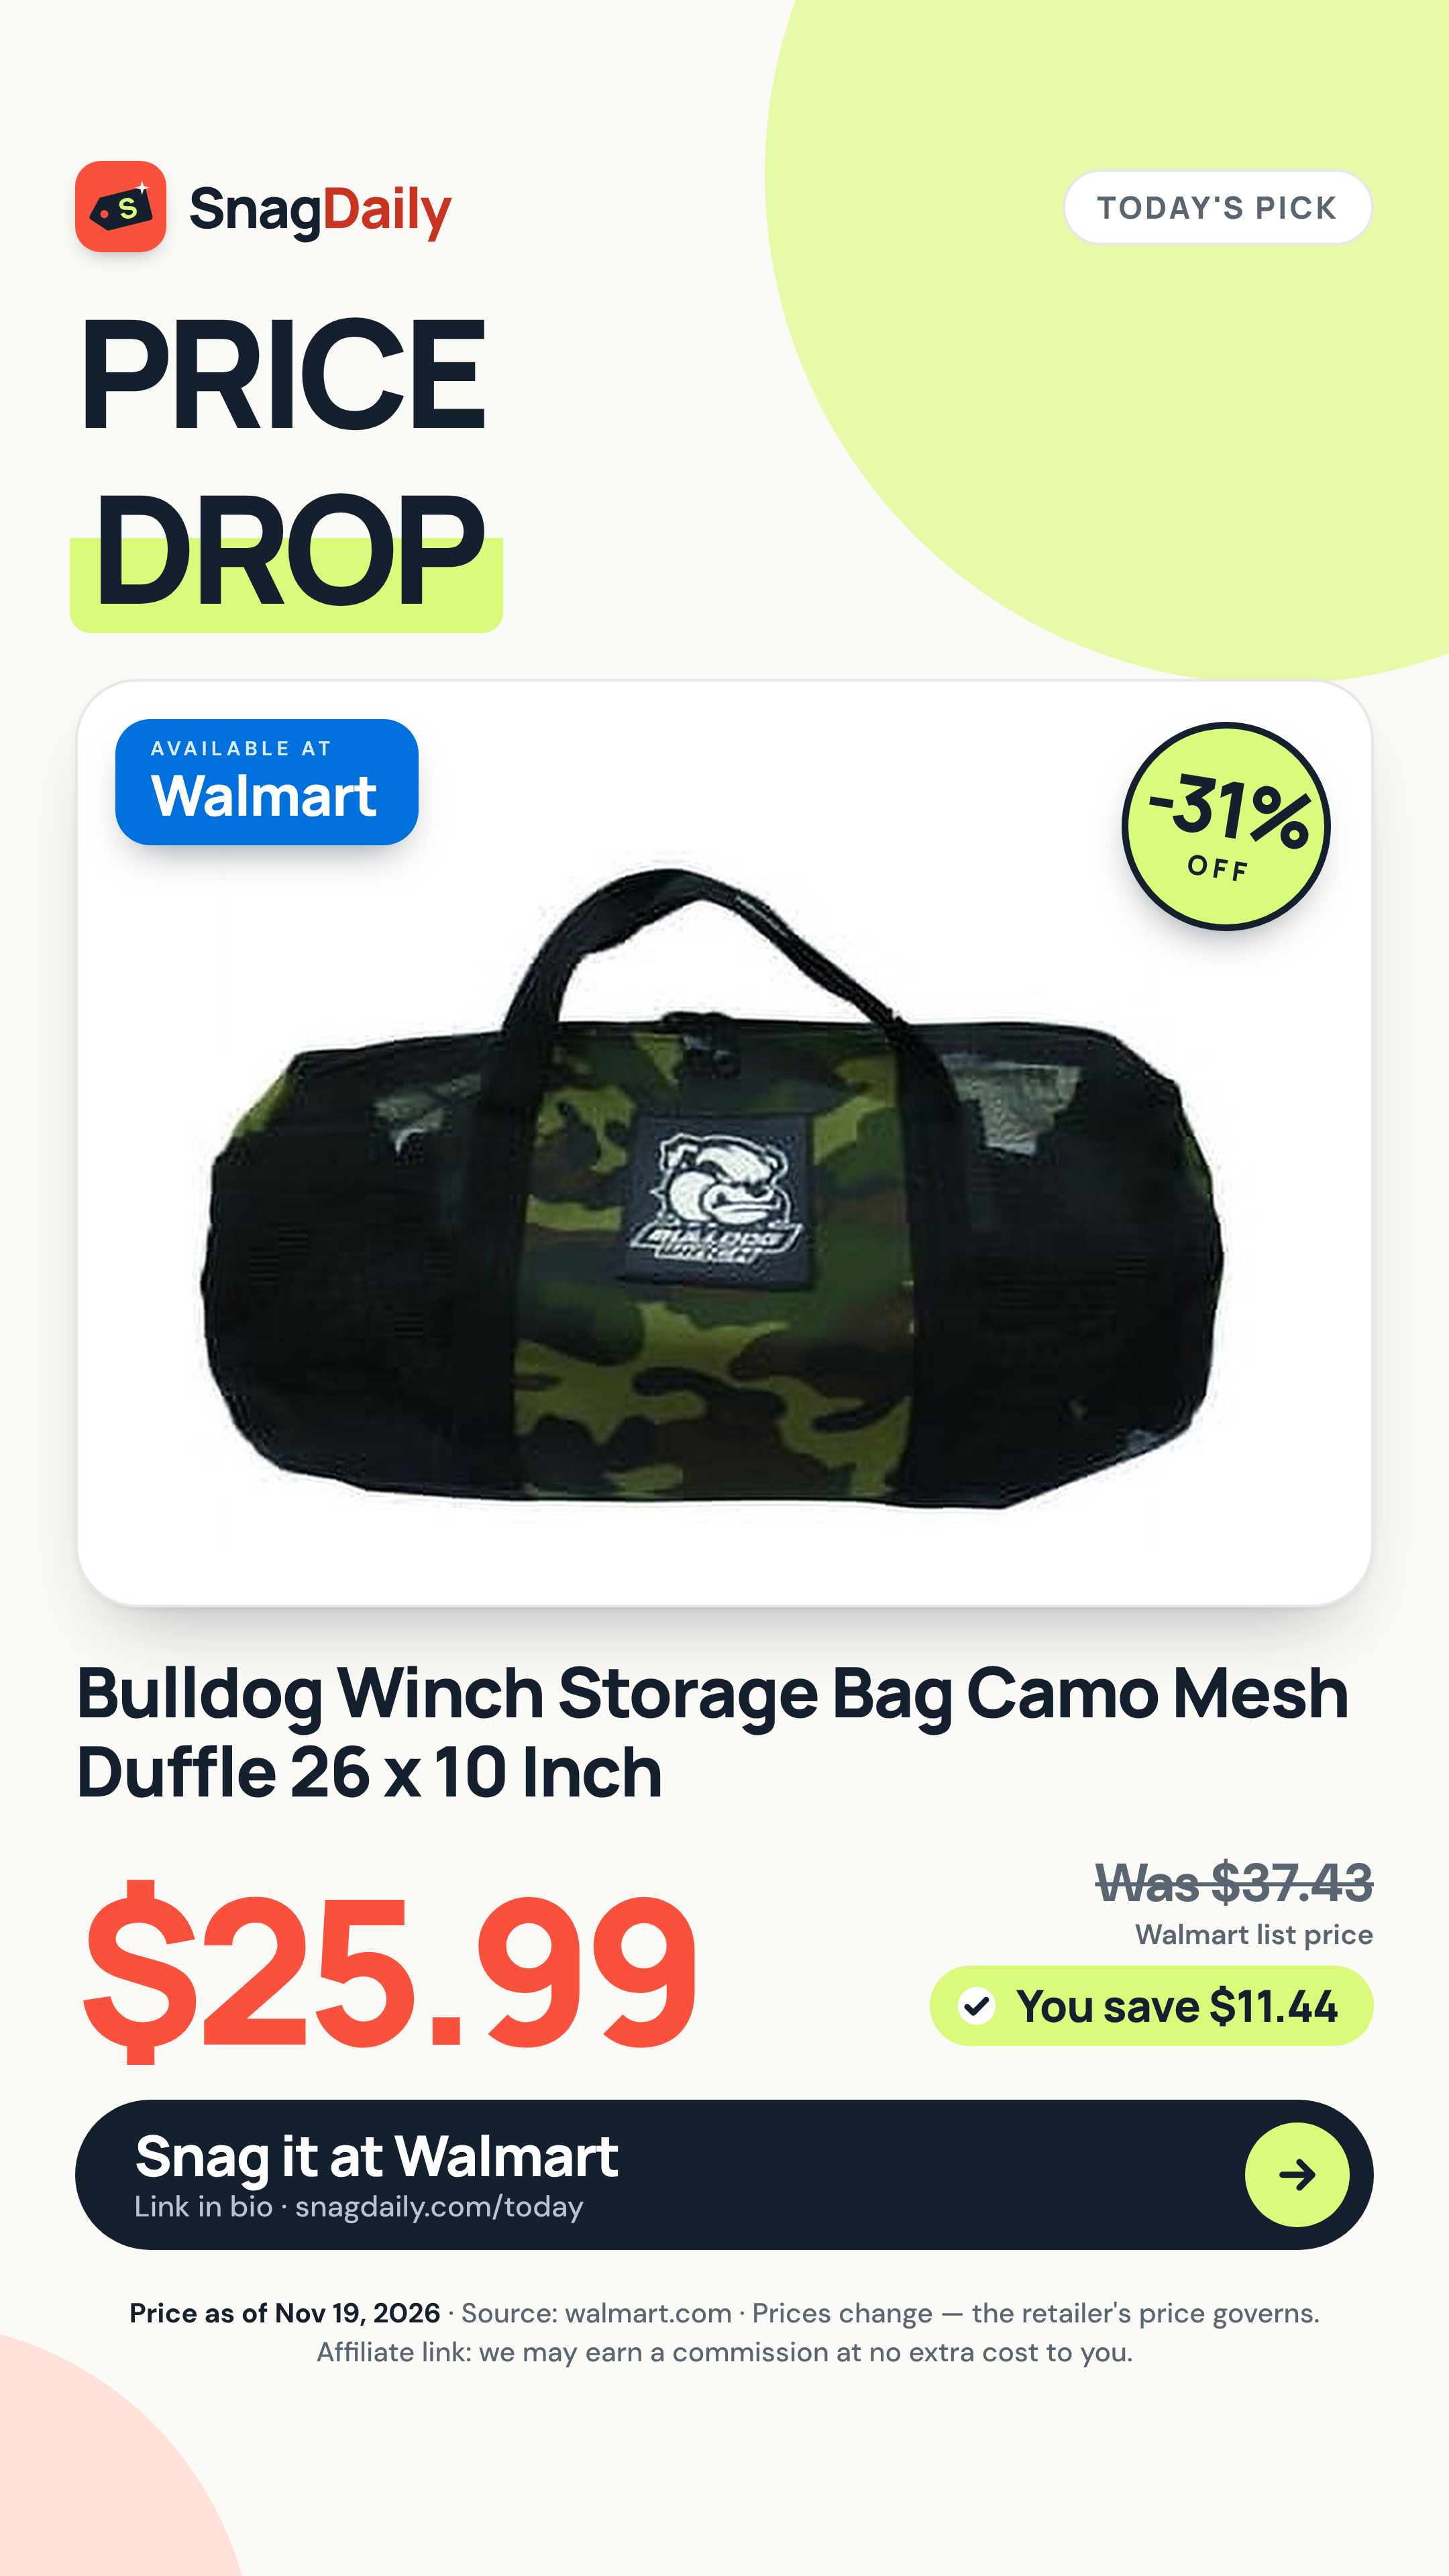 S
SnagDaily
TODAY'S PICK
PRICE
DROP
AVAILABLE AT
Walmart
-31%
OFF
BULLDOG
WINCH
Bulldog Winch Storage Bag Camo Mesh
Duffle 26 x 10 Inch
$25.99
Was $37.43
Walmart list price
You save $11.44
Snag it at Walmart
Link in bio · snagdaily.com/today
Price as of Nov 19, 2026 · Source: walmart.com · Prices change — the retailer's price governs.
Affiliate link: we may earn a commission at no extra cost to you.